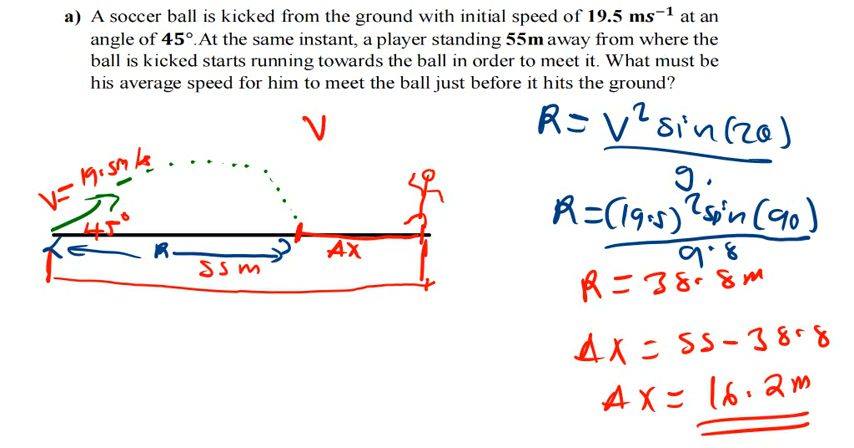 a) A soccer ball is kicked from the ground with initial speed of 19.5 ms⁻¹ at an
angle of 45°.At the same instant, a player standing 55m away from where the
ball is kicked starts running towards the ball in order to meet it. What must be
his average speed for him to meet the ball just before it hits the ground?
V
V= 19.5m/s
45°
R
55m
ΔX
R = V² sin(2θ)
g.
R = (19.5)² sin(90)
9.8
R = 38.8m
ΔX = 55 - 38.8
ΔX = 16.2m